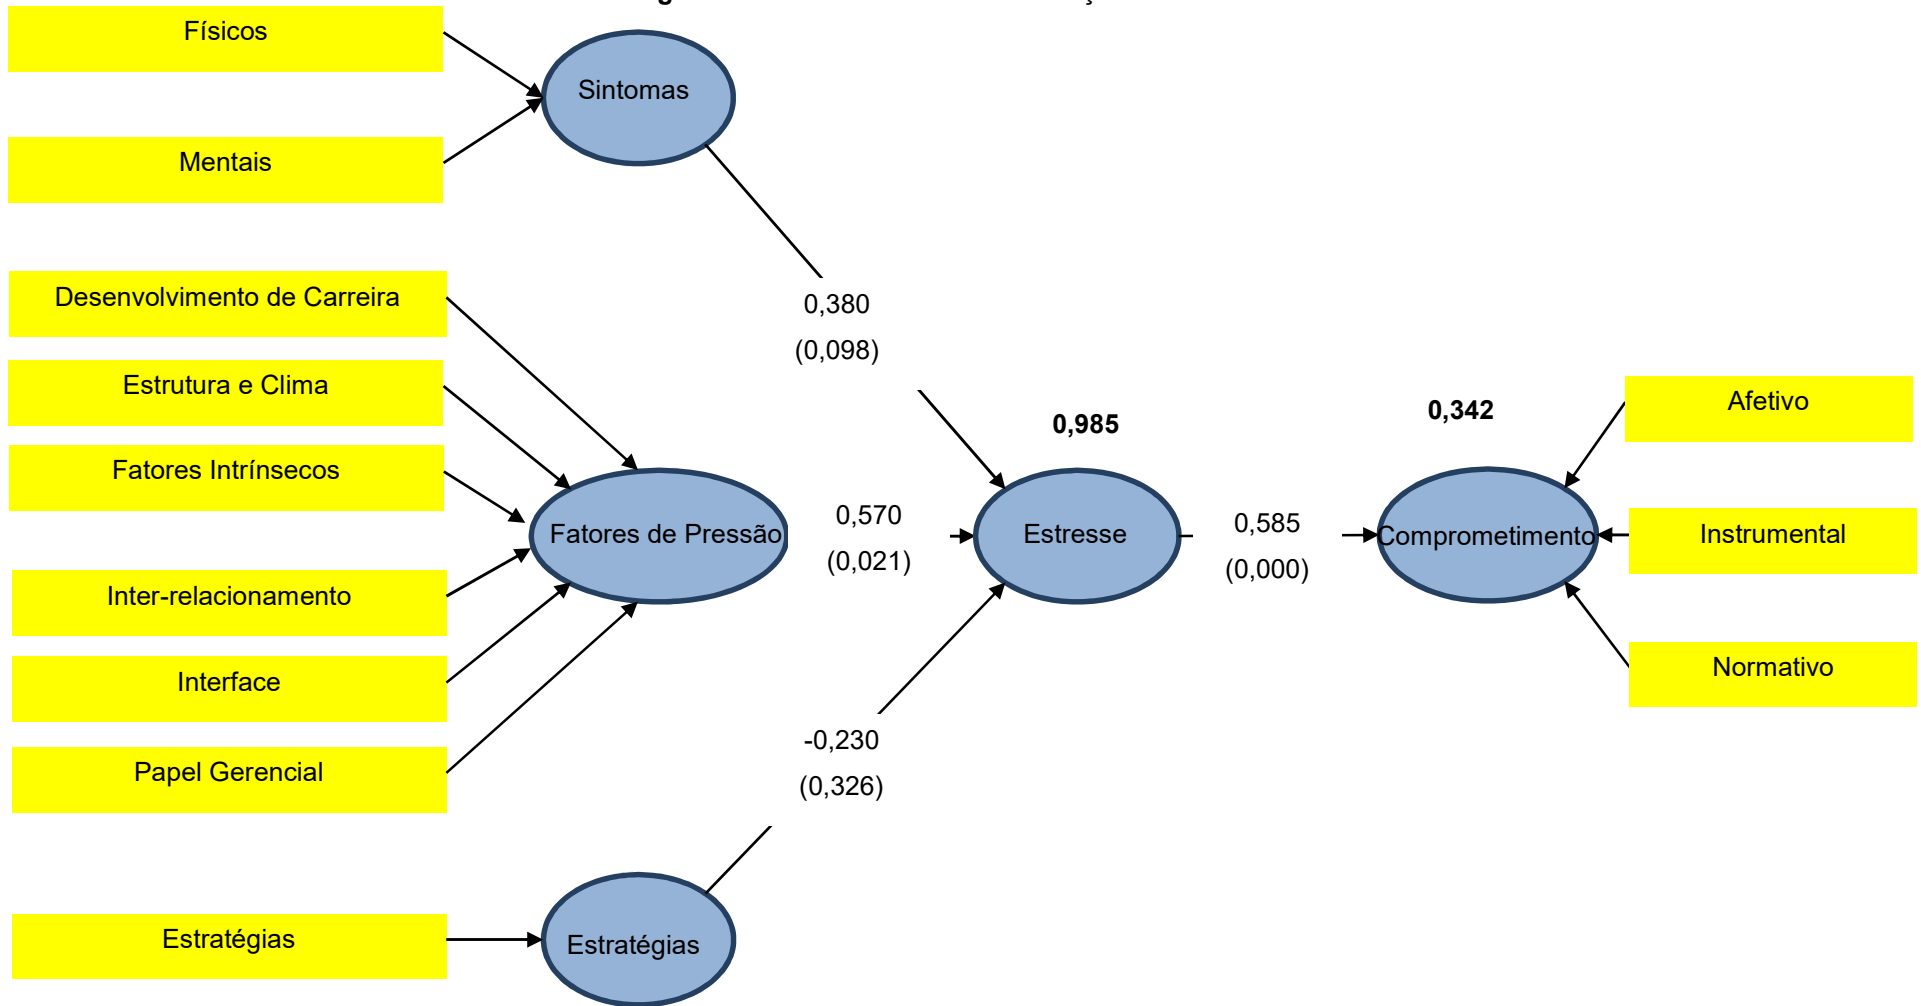 Físicos
Sintomas
Mentais
Desenvolvimento de Carreira
0,380
(0,098)
Estrutura e Clima
Fatores Intrínsecos
Fatores de Pressão
Inter-relacionamento
Interface
Papel Gerencial
0,570
(0,021)
0,985
Estresse
0,585
(0,000)
0,342
Comprometimento
Afetivo
Instrumental
Normativo
-0,230
(0,326)
Estratégias
Estratégias